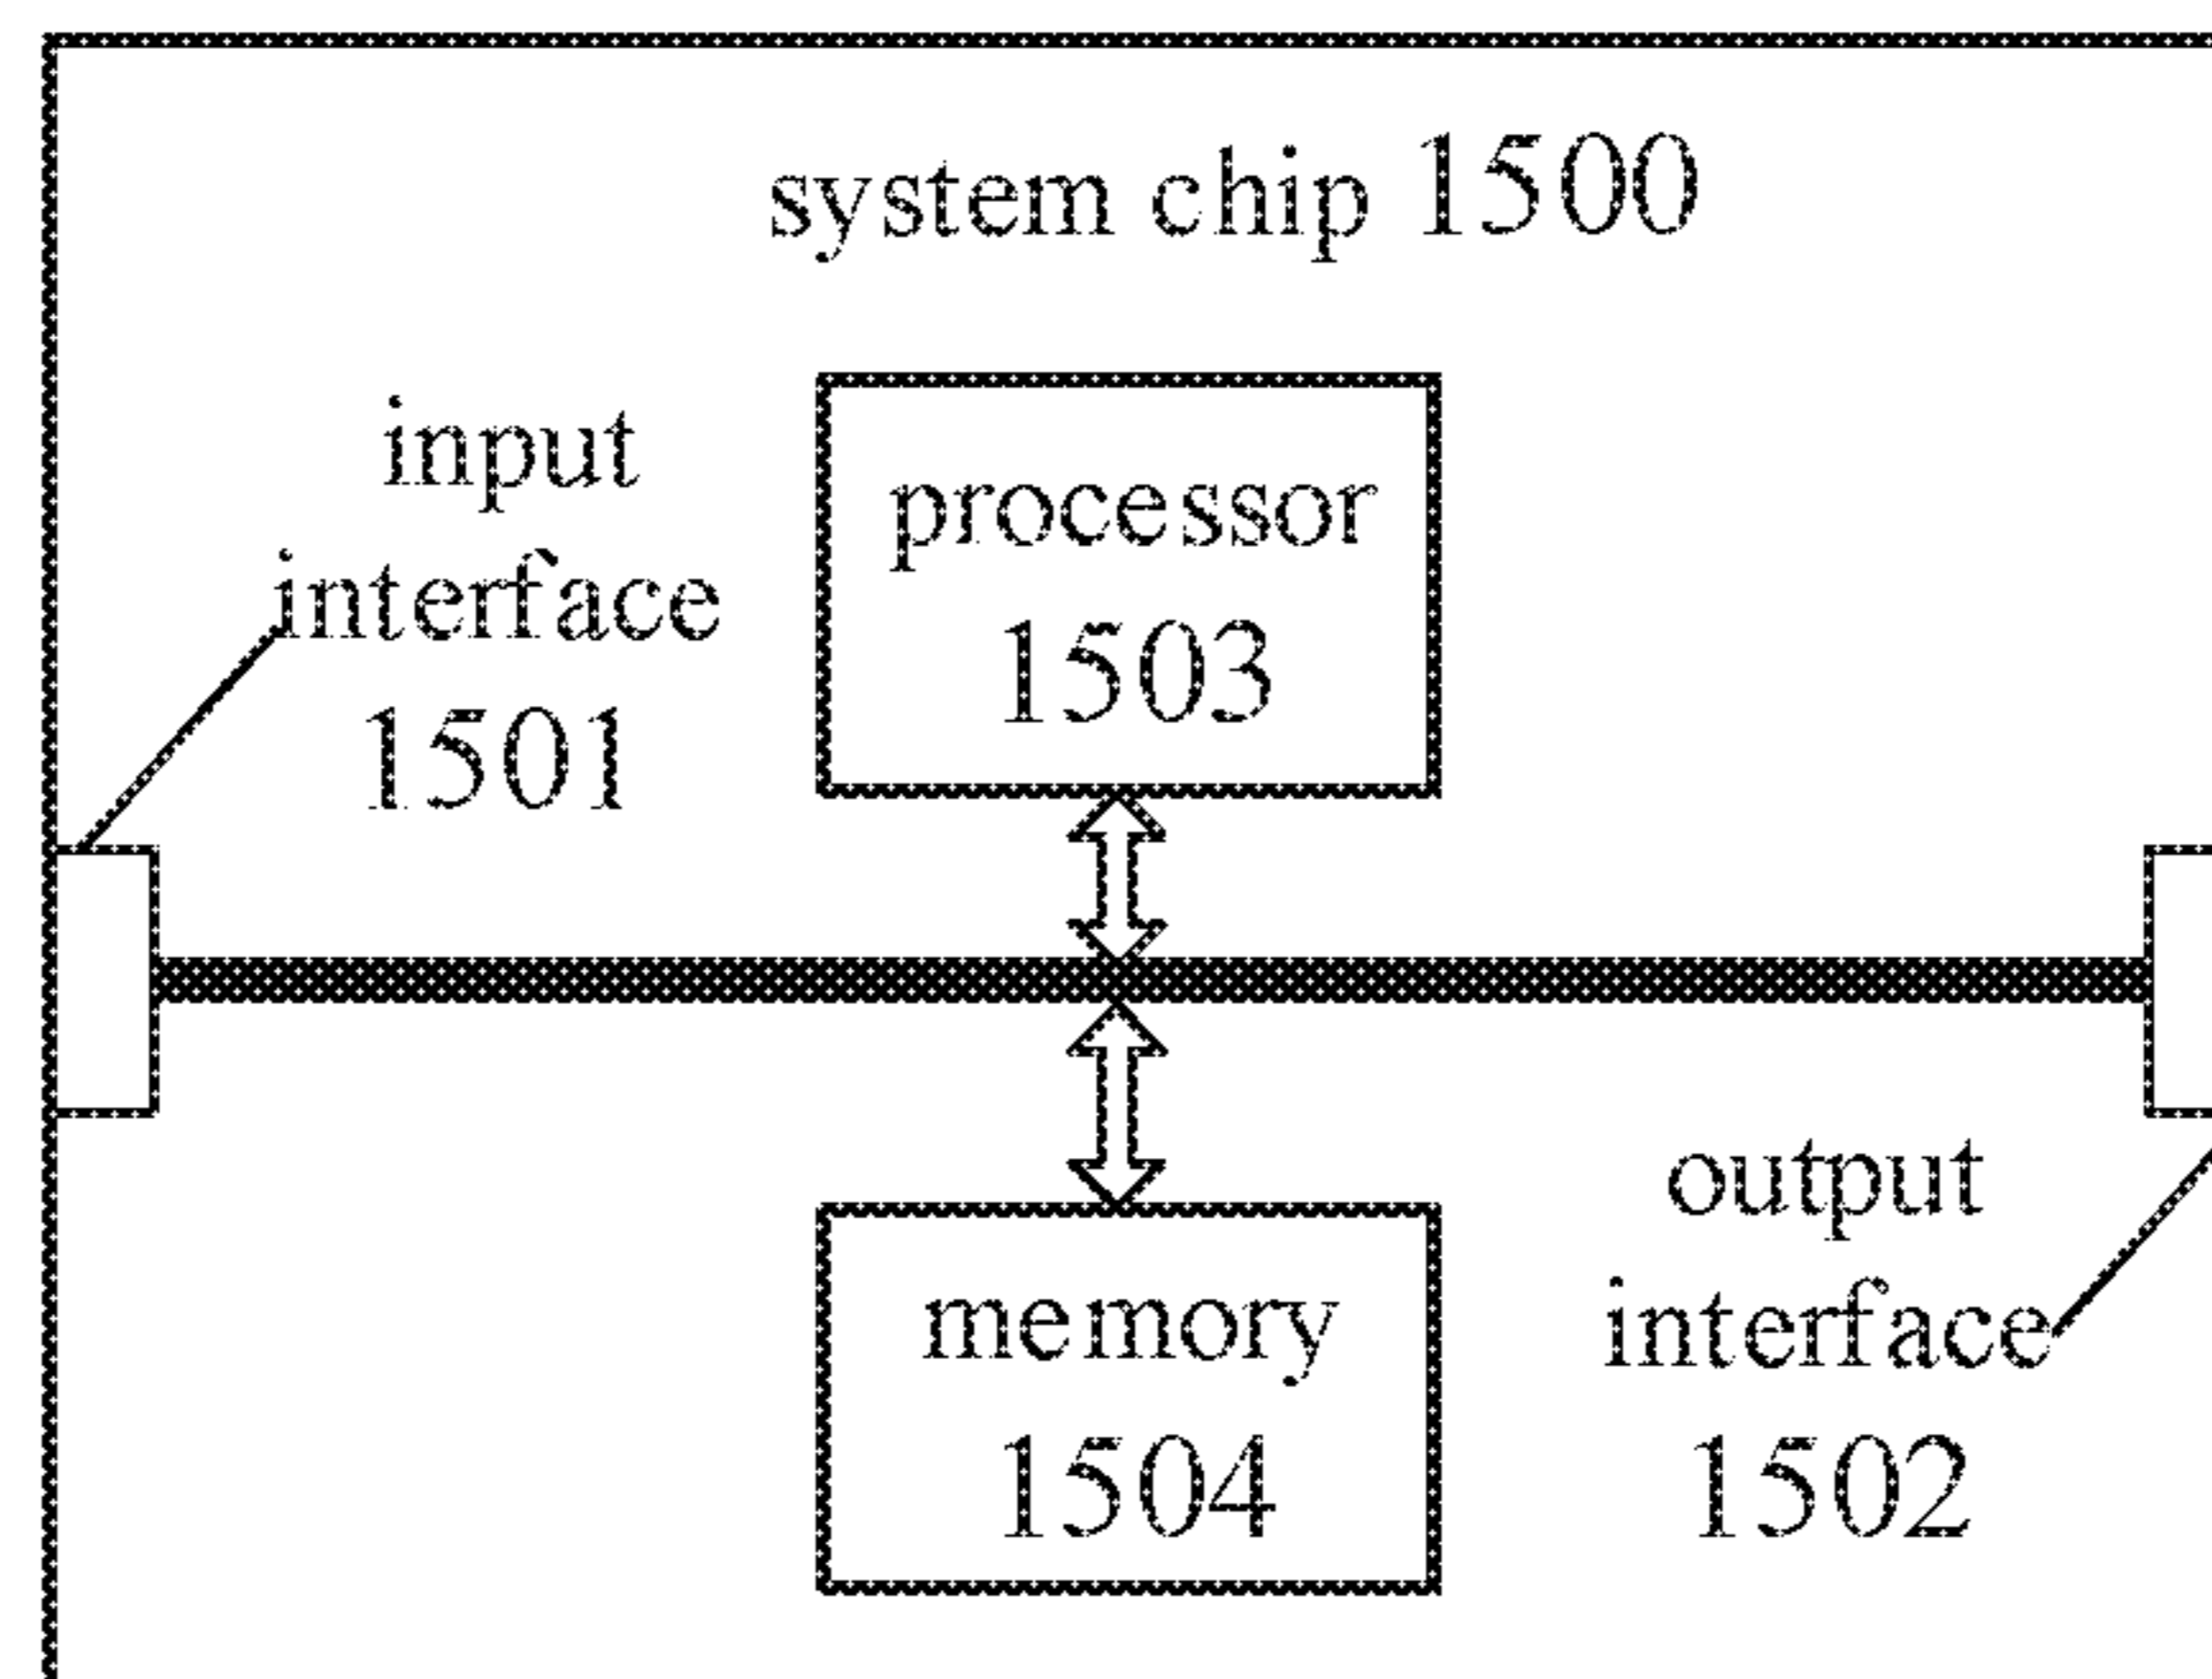 system chip 1500
input
interface
1501
processor
1503
memory
1504
output
interface
1502